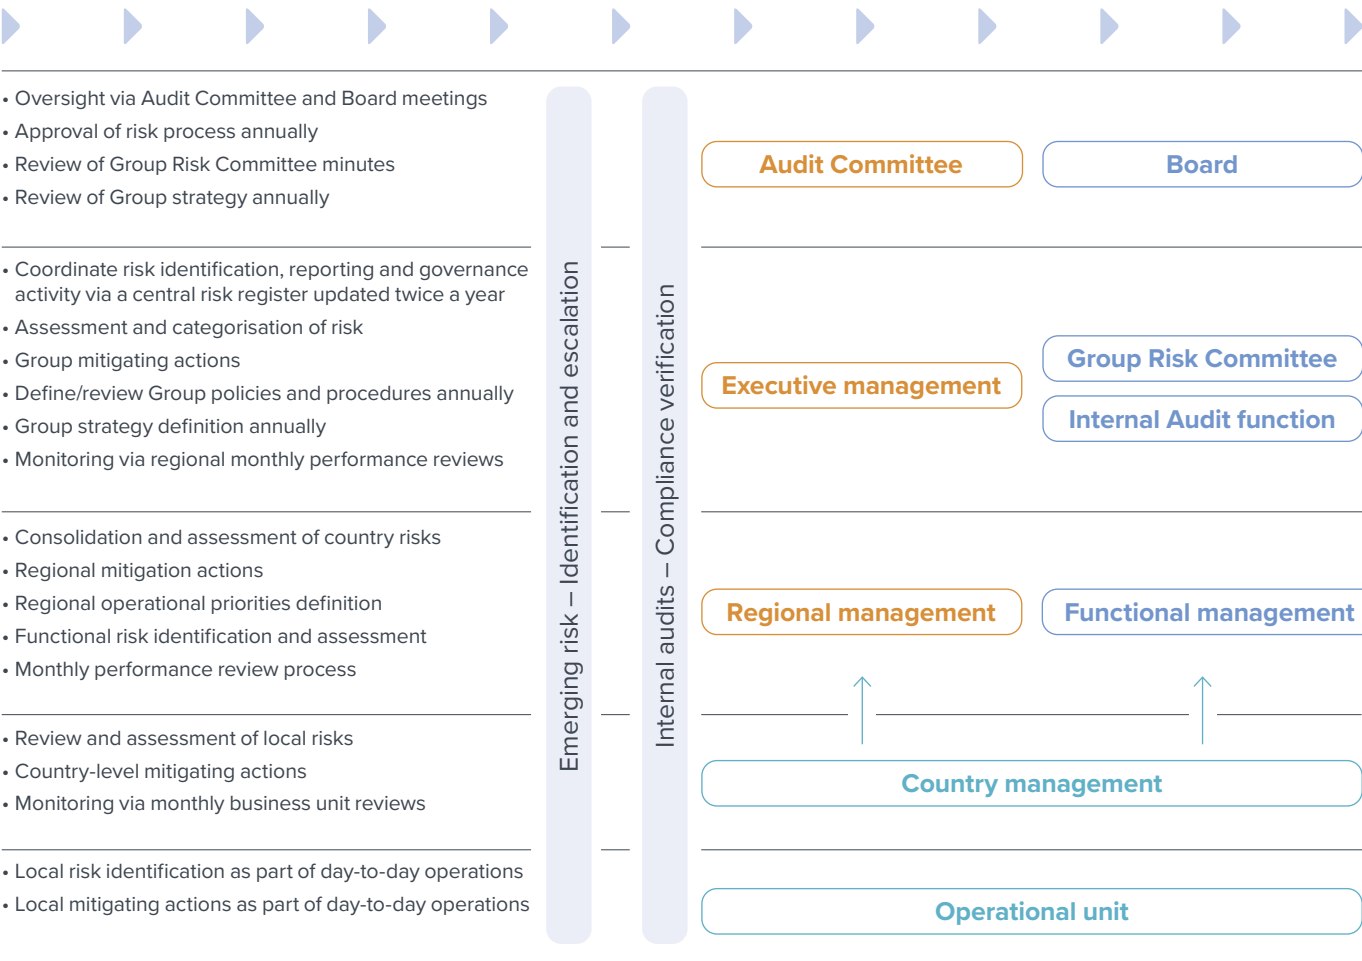 • Oversight via Audit Committee and Board meetings
• Approval of risk process annually
• Review of Group Risk Committee minutes
• Review of Group strategy annually
Audit Committee
Board
• Coordinate risk identification, reporting and governance
activity via a central risk register updated twice a year
• Assessment and categorisation of risk
• Group mitigating actions
• Define/review Group policies and procedures annually
• Group strategy definition annually
• Monitoring via regional monthly performance reviews
Executive management
Group Risk Committee
Internal Audit function
• Consolidation and assessment of country risks
• Regional mitigation actions
• Regional operational priorities definition
• Functional risk identification and assessment
• Monthly performance review process
Regional management
Functional management
• Review and assessment of local risks
• Country-level mitigating actions
• Monitoring via monthly business unit reviews
Country management
• Local risk identification as part of day-to-day operations
• Local mitigating actions as part of day-to-day operations
Operational unit
Emerging risk – Identification and escalation
Internal audits – Compliance verification